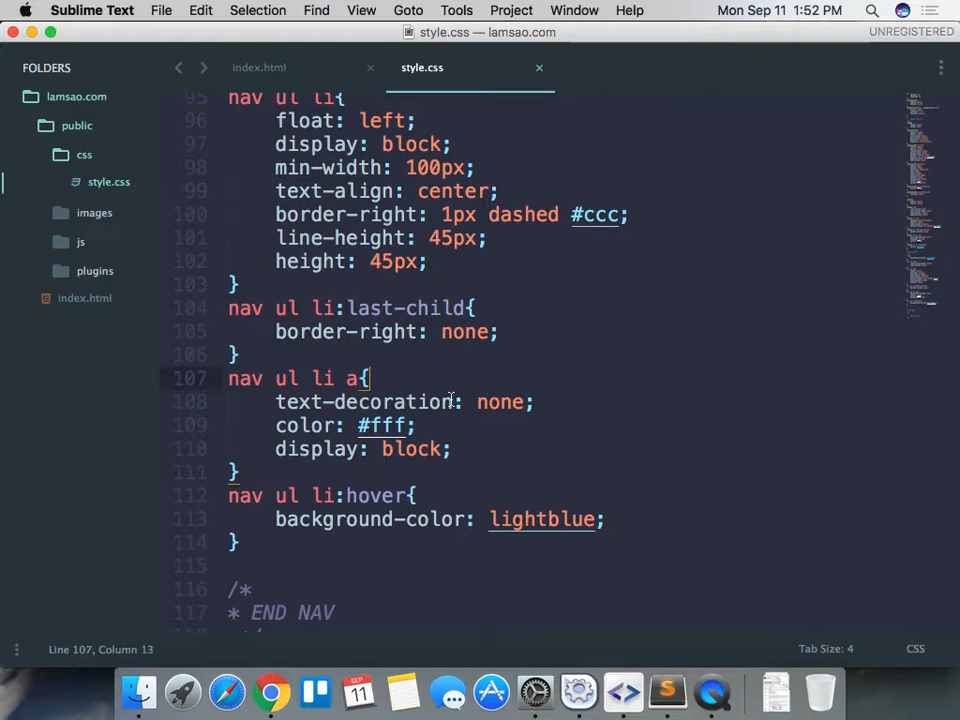 Sublime Text File Edit Selection Find View Goto Tools Project Window Help Mon Sep 11 1:52 PM
style.css — lamsao.com UNREGISTERED
FOLDERS
lamsao.com
public
css
style.css
images
js
plugins
index.html
index.html × style.css ×
95 nav ul li{
96 float: left;
97 display: block;
98 min-width: 100px;
99 text-align: center;
100 border-right: 1px dashed #ccc;
101 line-height: 45px;
102 height: 45px;
103 }
104 nav ul li:last-child{
105 border-right: none;
106 }
107 nav ul li a{
108 text-decoration: none;
109 color: #fff;
110 display: block;
111 }
112 nav ul li:hover{
113 background-color: lightblue;
114 }
115
116 /*
117 * END NAV
Line 107, Column 13 Tab Size: 4 CSS
SEP
11